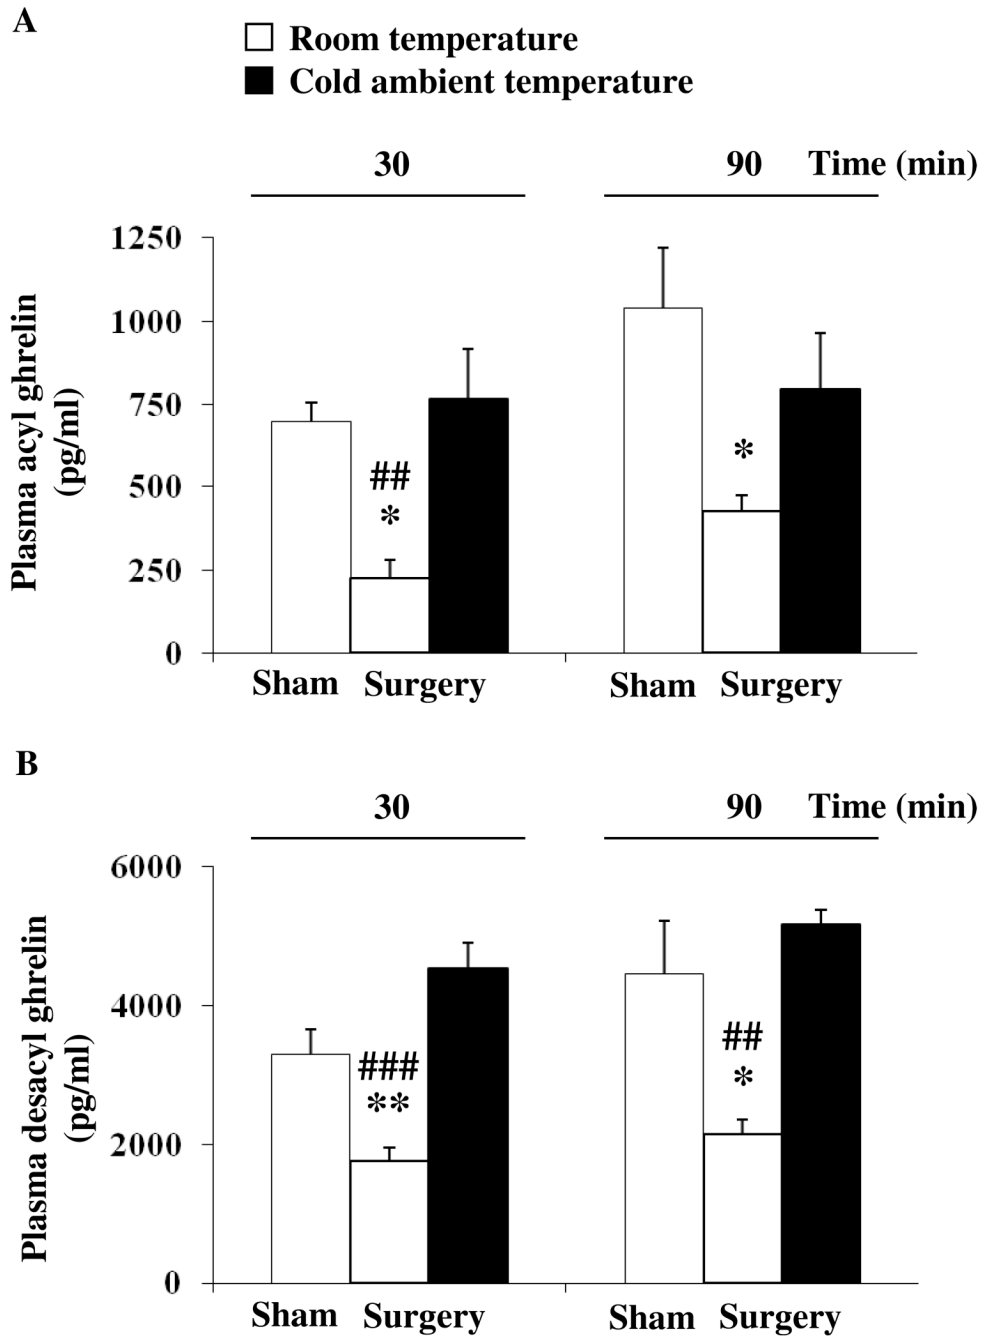 A
Room temperature
Cold ambient temperature
30 90 Time (min)
Plasma acyl ghrelin
(pg/ml)
1250
1000
750
500
250
0
##
*
*
Sham Surgery Sham Surgery
B
30 90 Time (min)
Plasma desacyl ghrelin
(pg/ml)
6000
4000
2000
0
###
**
##
*
Sham Surgery Sham Surgery